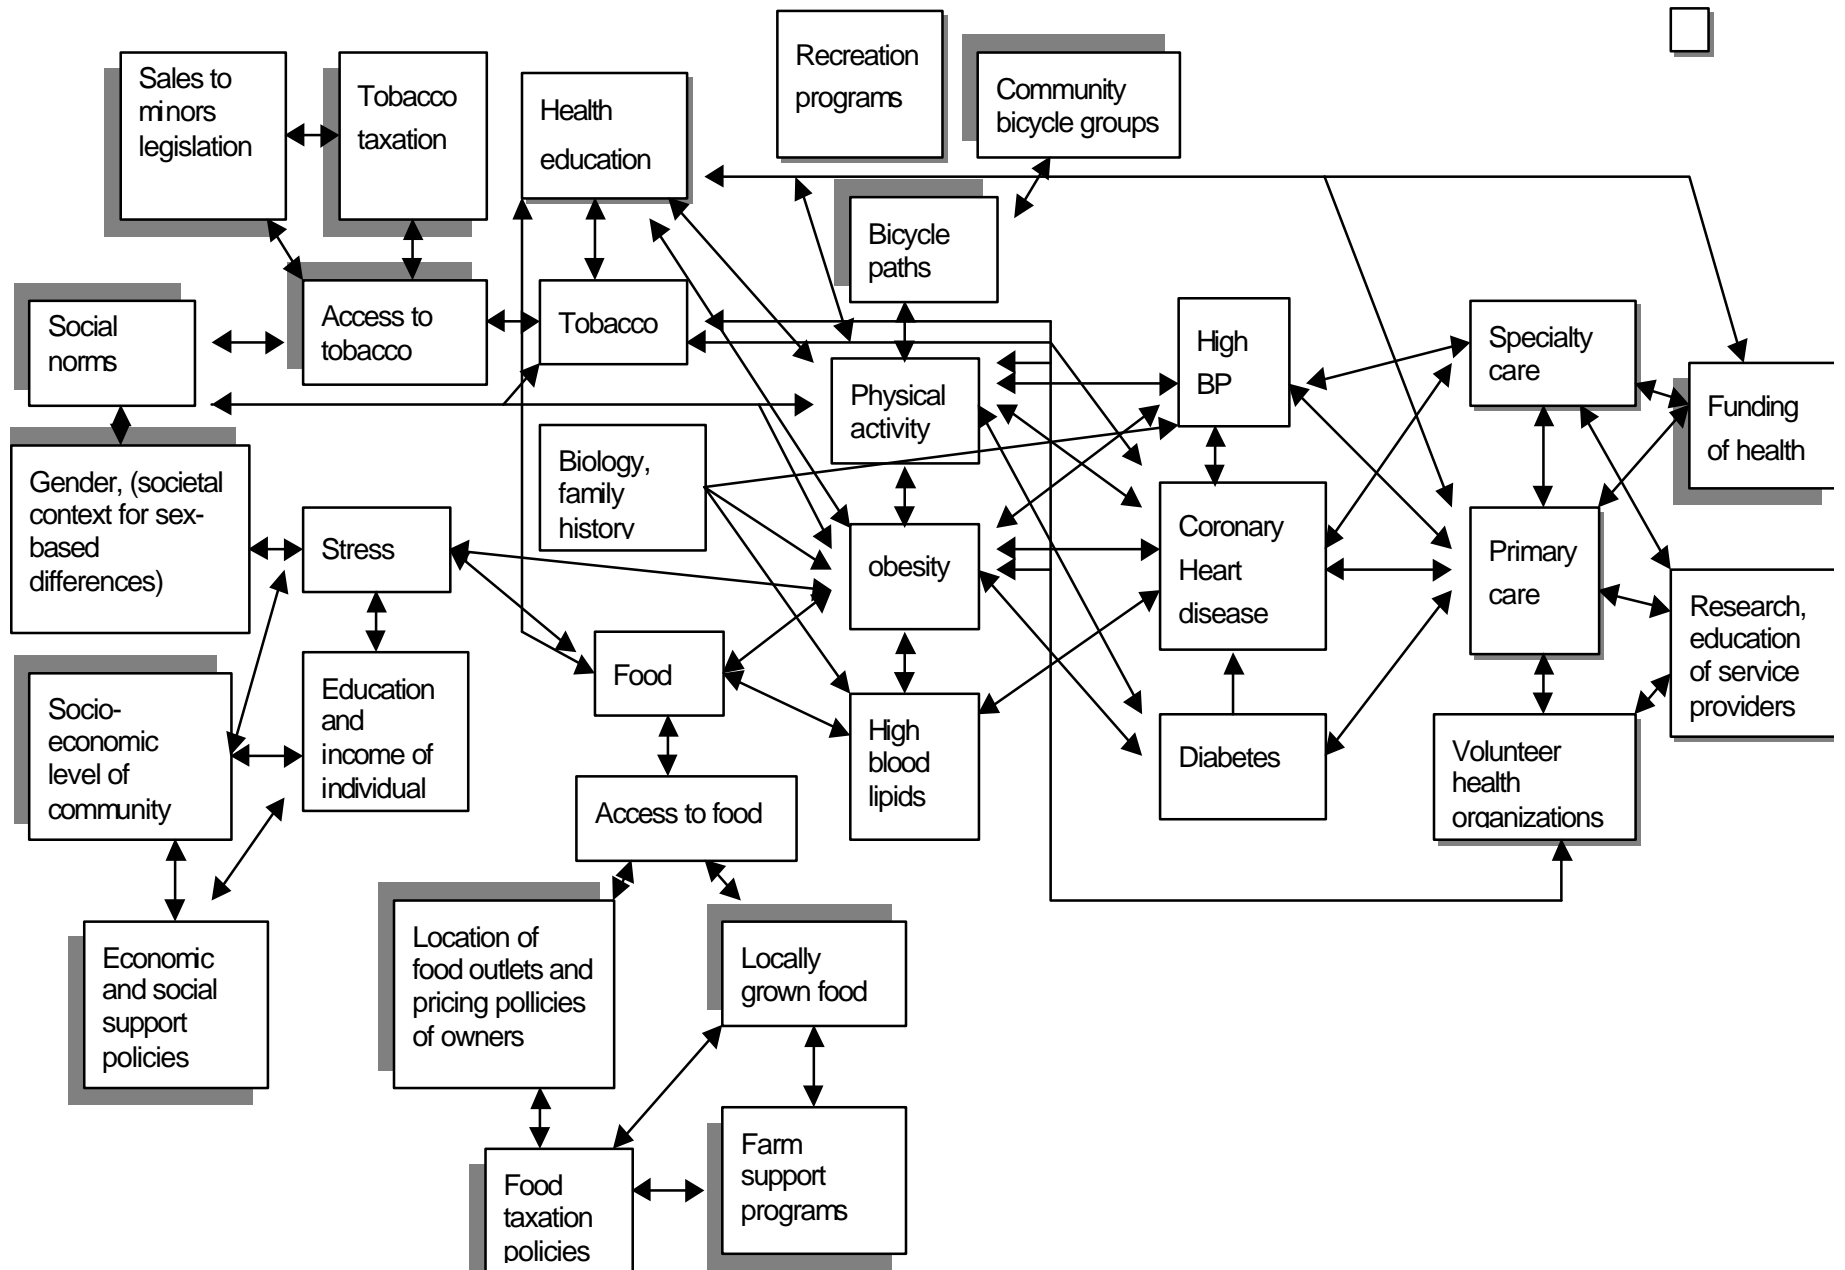 Recreation
programs
Community
bicycle groups
Sales to
minors
legislation
Tobacco
taxation
Health
education
Bicycle
paths
Social
norms
Access to
tobacco
Tobacco
High
BP
Specialty
care
Funding
of health
Physical
activity
Biology,
family
history
Gender, (societal
context for sex-
based
differences)
Stress
obesity
Coronary
Heart
disease
Primary
care
Research,
education
of service
providers
Socio-
economic
level of
community
Education
and
income of
individual
Food
High
blood
lipids
Diabetes
Volunteer
health
organizations
Access to food
Economic
and social
support
policies
Location of
food outlets and
pricing pollicies
of owners
Locally
grown food
Food
taxation
policies
Farm
support
programs